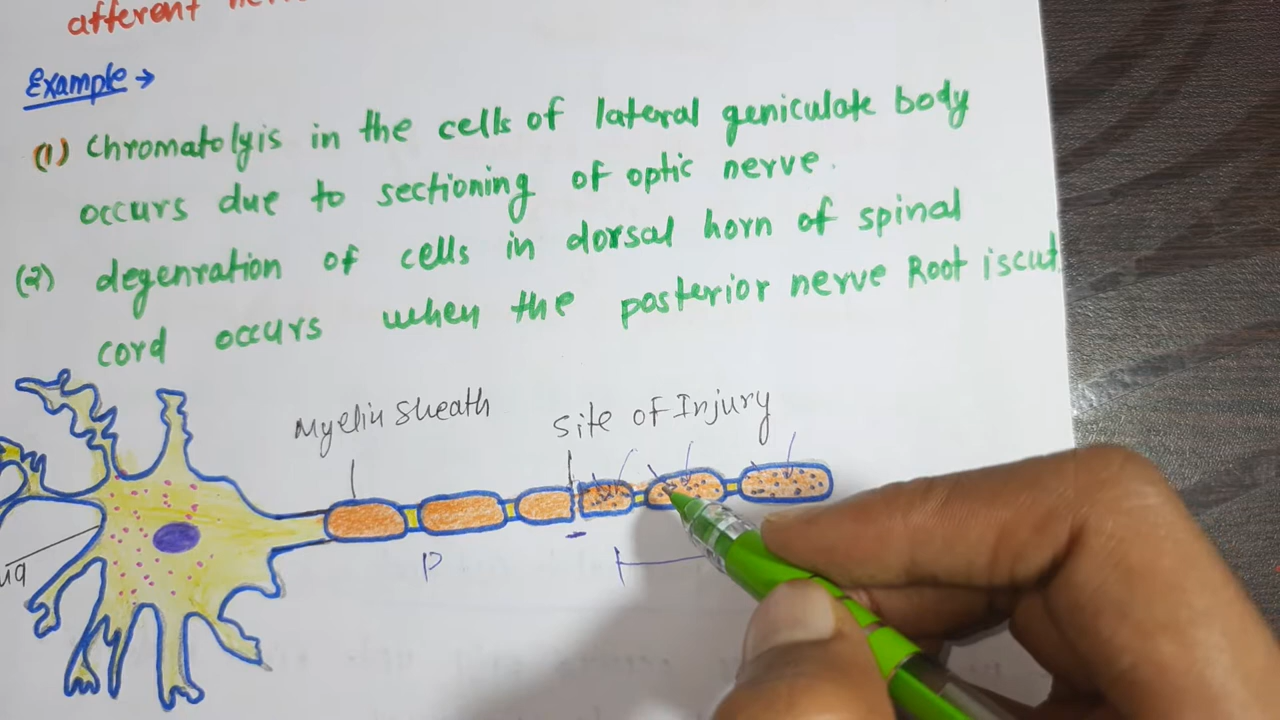 afferent
Example →
(1) Chromatolyis in the cells of lateral geniculate body
occurs due to sectioning of optic nerve.
(2) degenration of cells in dorsal horn of spinal
cord occurs when the posterior nerve Root is cut.
Myelin Sheath
Site of Injury
P